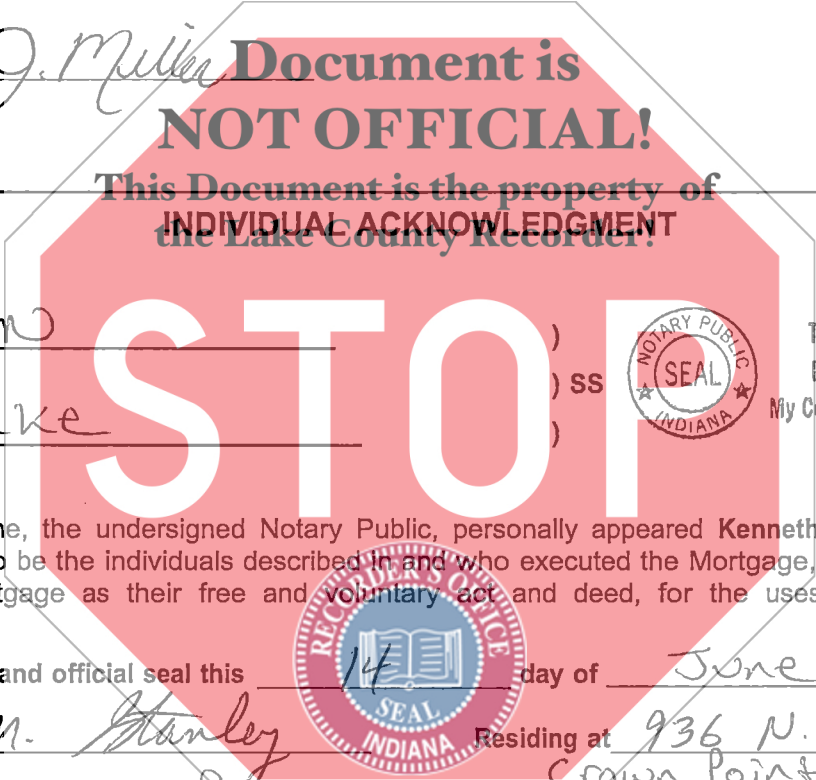 J. Miller
Document is
NOT OFFICIAL!
This Document is the property of
the Lake County Recorder!
INDIVIDUAL ACKNOWLEDGMENT
STOP
)
) SS
)
NOTARY PUBLIC
SEAL
INDIANA
My Co
ke
e, the undersigned Notary Public, personally appeared Kenneth
be the individuals described in and who executed the Mortgage,
tgage as their free and voluntary act and deed, for the uses
RECORDER'S OFFICE
SEAL
INDIANA
and official seal this 14 day of June
M. Stanley Residing at 936 N.
Crown Point